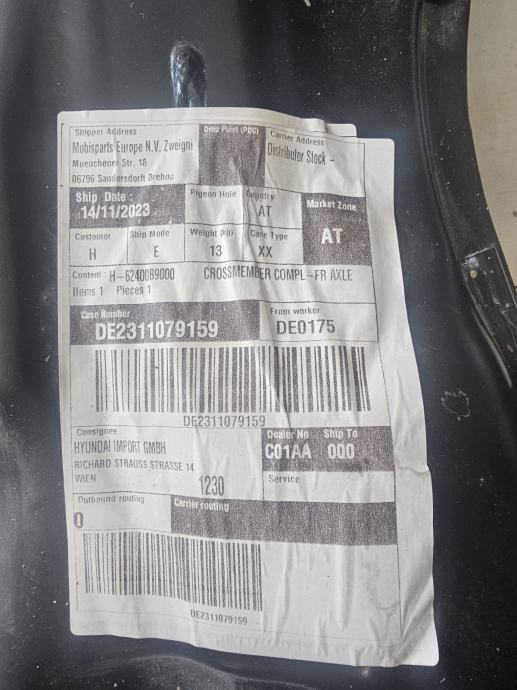 Shipper Address
Mobisparts Europe N.V. Zweigni
Muenchener Str. 18
06796 Sandersdorff Brehna
Drop Point (PDC)
Carrier Address
Distributor Stock -
Ship Date :
14/11/2023
Pigeon Hole
Country
AT
Market Zone
AT
Customer
H
Ship Mode
E
Weight (KG)
13
Case Type
XX
Content : H-62400B9000 CROSSMEMBER COMPL-FR AXLE
Items 1 Pieces 1
Case Number
DE2311079159
From worker
DE0175
DE2311079159
Consignee
HYUNDAI IMPORT GMBH
RICHARD STRAUSS STRASSE 14
WIEN
1230
Dealer No Ship To
C01AA 000
Service
Outbound routing
0
Carrier routing
DE2311079159